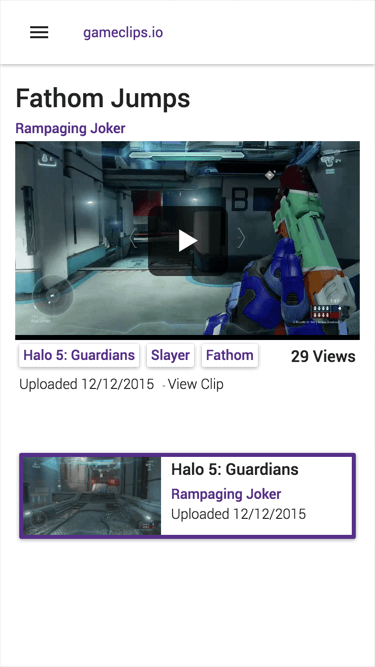 gameclips.io
Fathom Jumps
Rampaging Joker
B
Halo 5: Guardians Slayer Fathom 29 Views
Uploaded 12/12/2015 - View Clip
Halo 5: Guardians
Rampaging Joker
Uploaded 12/12/2015